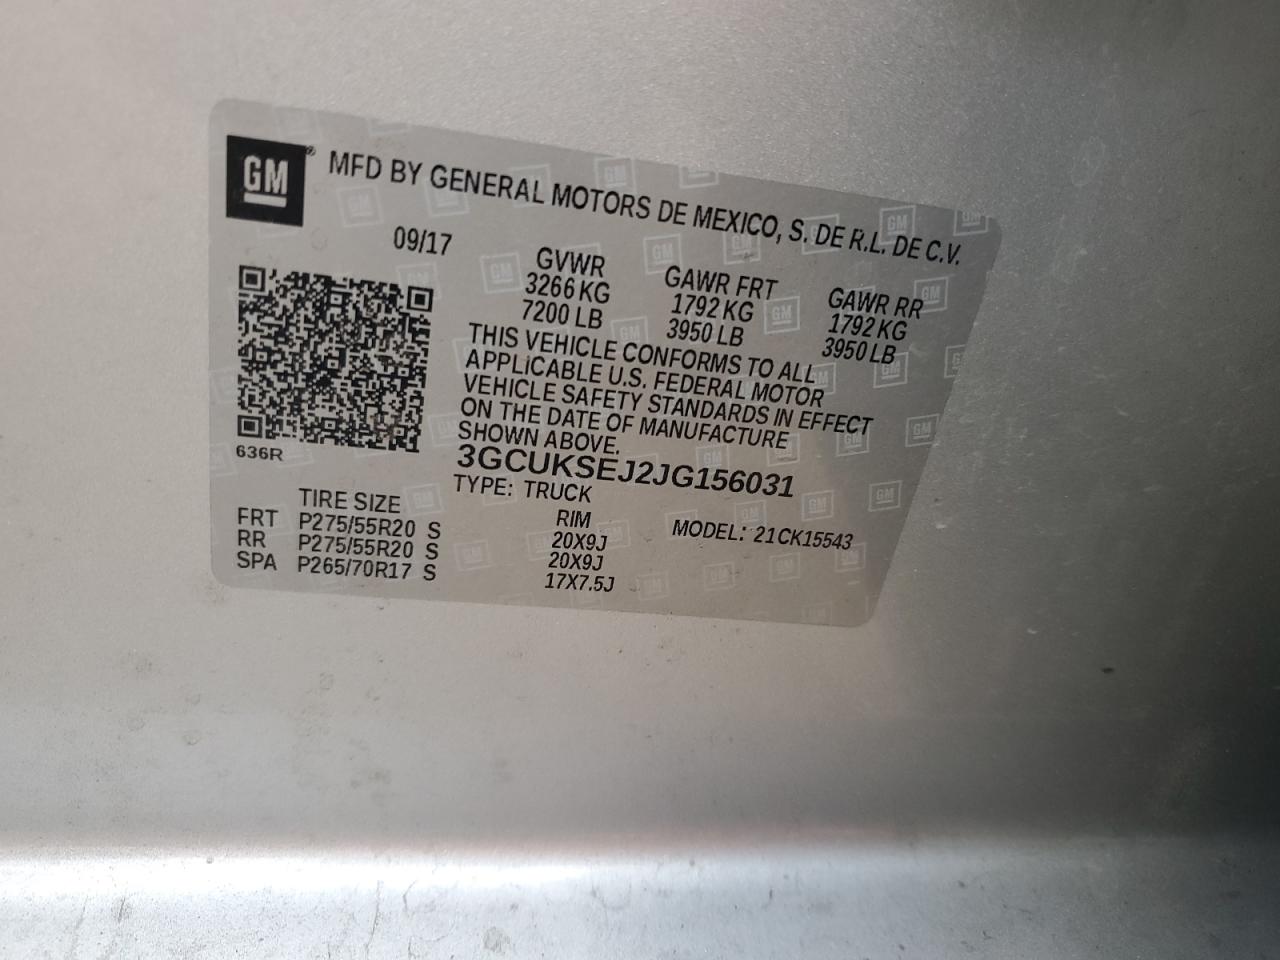 GM® MFD BY GENERAL MOTORS DE MEXICO, S. DE R.L. DE C.V.
09/17
GVWR GAWR FRT GAWR RR
3266 KG 1792 KG 1792 KG
7200 LB 3950 LB 3950 LB
THIS VEHICLE CONFORMS TO ALL
APPLICABLE U.S. FEDERAL MOTOR
VEHICLE SAFETY STANDARDS IN EFFECT
ON THE DATE OF MANUFACTURE
SHOWN ABOVE.
636R
3GCUKSEJ2JG156031
TYPE: TRUCK
MODEL: 21CK15543
TIRE SIZE RIM
FRT P275/55R20 S 20X9J
RR P275/55R20 S 20X9J
SPA P265/70R17 S 17X7.5J